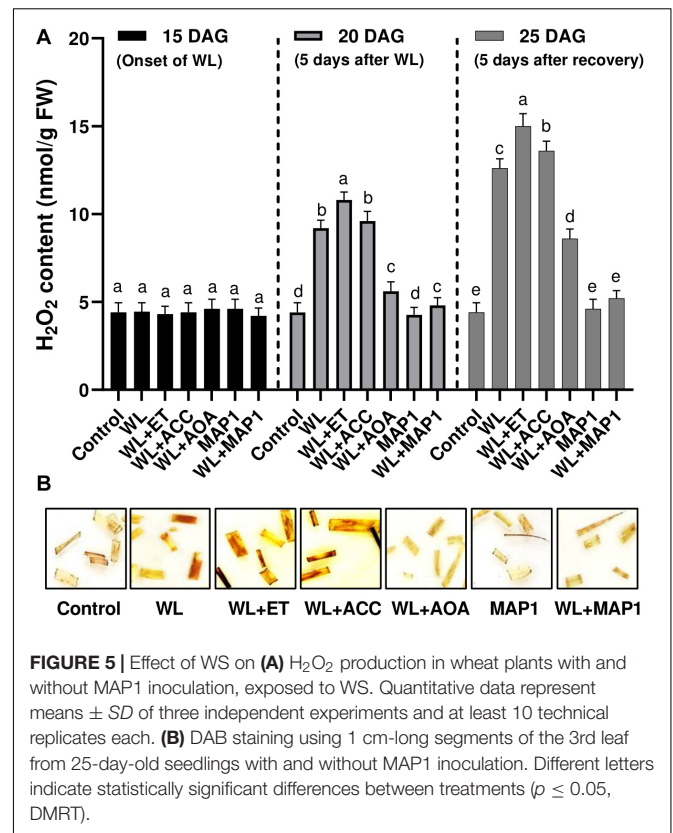 A
20
15 DAG
20 DAG
25 DAG
(Onset of WL)
(5 days after WL)
(5 days after recovery)
H₂O₂ content (nmol/g FW)
15
10
5
0
a a a a a a a
d b a b c d c
e c a b d e e
Control WL WL+ET WL+ACC WL+AOA MAP1 WL+MAP1
Control WL WL+ET WL+ACC WL+AOA MAP1 WL+MAP1
Control WL WL+ET WL+ACC WL+AOA MAP1 WL+MAP1
B
Control WL WL+ET WL+ACC WL+AOA MAP1 WL+MAP1
FIGURE 5 | Effect of WS on (A) H₂O₂ production in wheat plants with and
without MAP1 inoculation, exposed to WS. Quantitative data represent
means ± SD of three independent experiments and at least 10 technical
replicates each. (B) DAB staining using 1 cm-long segments of the 3rd leaf
from 25-day-old seedlings with and without MAP1 inoculation. Different letters
indicate statistically significant differences between treatments (p ≤ 0.05,
DMRT).